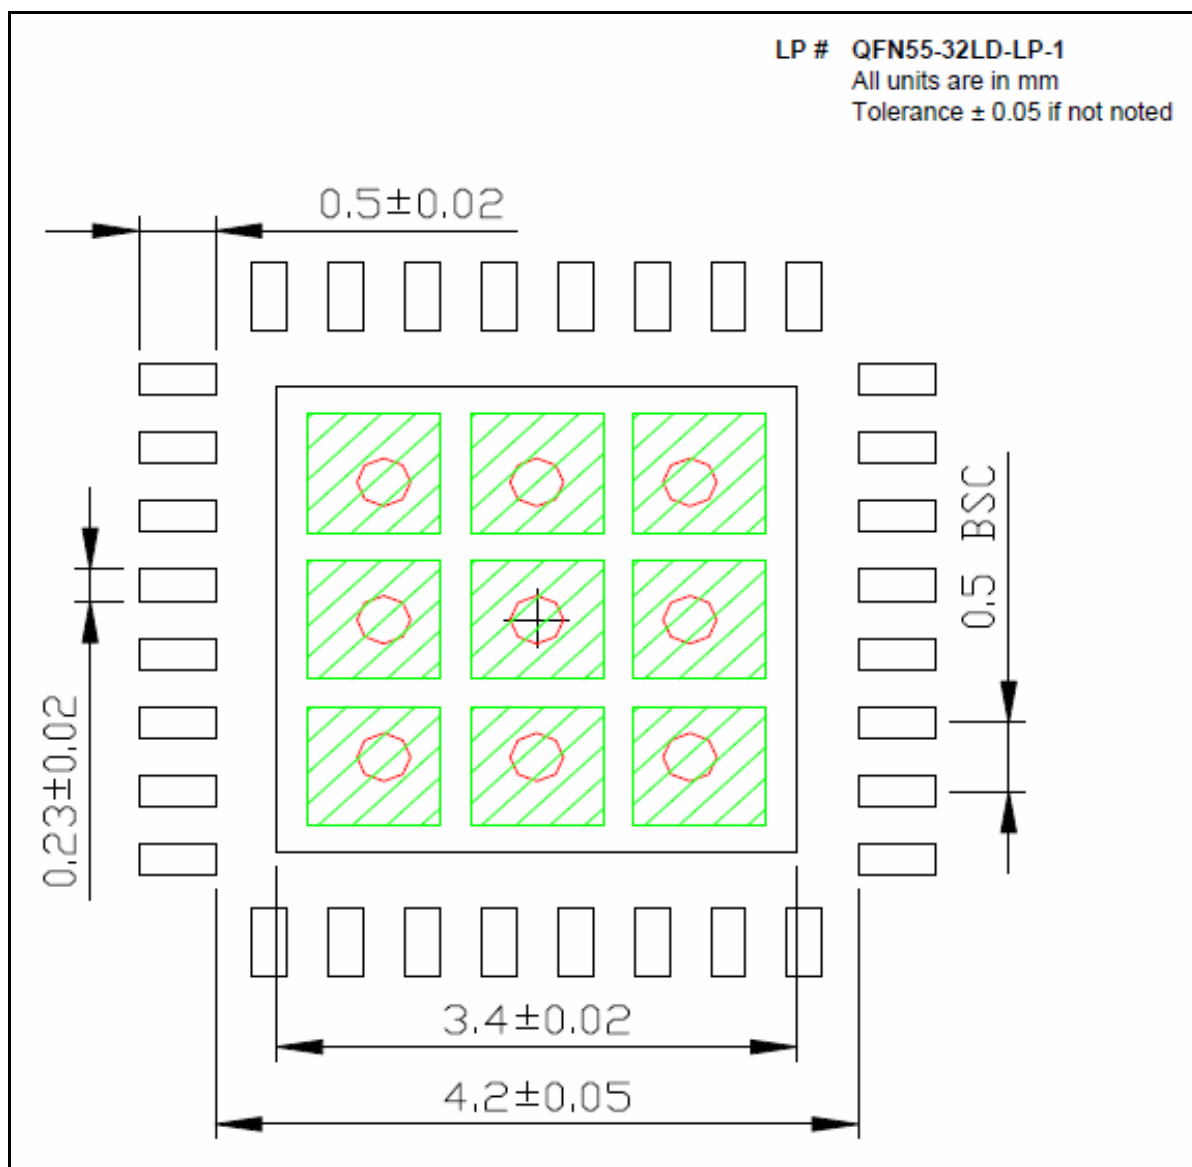 LP # QFN55-32LD-LP-1
All units are in mm
Tolerance ± 0.05 if not noted
0.5±0.02
0.5 BSC
0.23±0.02
3.4±0.02
4.2±0.05